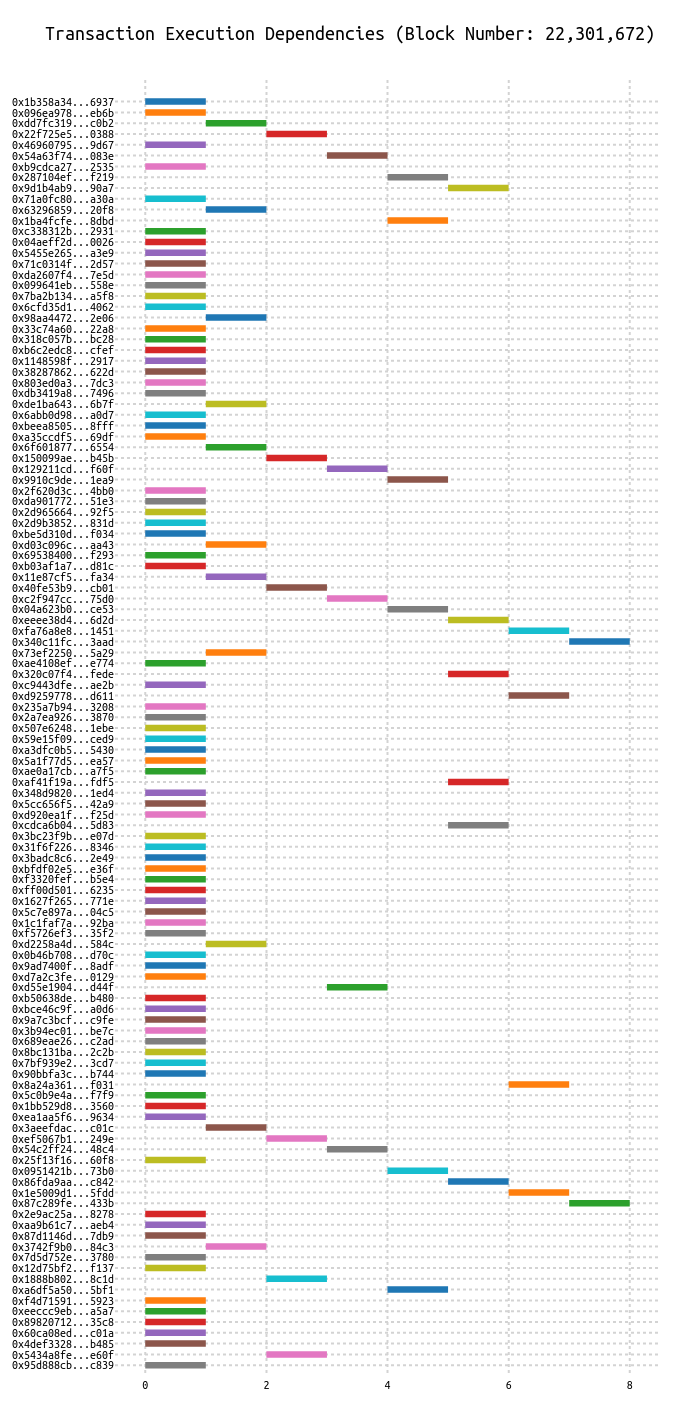 Transaction Execution Dependencies (Block Number: 22,301,672)
0x1b358a34...6937
0x096ea978...eb6b
0xdd7fc319...c0b2
0x22f725e5...0388
0x46960795...9d67
0x54a63f74...083e
0xb9cdca27...2535
0x287104ef...f219
0x9d1b4ab9...90a7
0x71a0fc80...a30a
0x63296859...20f8
0x1ba4fcfe...8dbd
0xc338312b...2931
0x04aeff2d...0026
0x5455e265...a3e9
0x71c0314f...2d57
0xda2607f4...7e5d
0x099641eb...558e
0x7ba2b134...a5f8
0x6cfd35d1...4062
0x98aa4472...2e06
0x33c74a60...22a8
0x318c057b...bc28
0xb6c2edc8...cfef
0x1148598f...2917
0x38287862...622d
0x803ed0a3...7dc3
0xdb3419a8...7496
0xde1ba643...6b7f
0x6abb0d98...a0d7
0xbeea8505...8fff
0xa35ccdf5...69df
0x6f601877...6554
0x150099ae...b45b
0x129211cd...f60f
0x9910c9de...1ea9
0x2f620d3c...4bb0
0xda901772...51e3
0x2d965664...92f5
0x2d9b3852...831d
0xbe5d310d...f034
0xd03c096c...aa43
0x69538400...f293
0xb03af1a7...d81c
0x11e87cf5...fa34
0x40fe53b9...cb01
0xc2f947cc...75d0
0x04a623b0...ce53
0xeeee38d4...6d2d
0xfa76a8e8...1451
0x340c11fc...3aad
0x73ef2250...5a29
0xae4108ef...e774
0x320c07f4...fede
0xc9443dfe...ae2b
0xd9259778...d611
0x235a7b94...3208
0x2a7ea926...3870
0x507e6248...1ebe
0x59e15f09...ced9
0xa3dfc0b5...5430
0x5a1f77d5...ea57
0xae0a17cb...a7f5
0xaf41f19a...fdf5
0x348d9820...1ed4
0x5cc656f5...42a9
0xd920ea1f...f25d
0xcdca6b04...5d83
0x3bc23f9b...e07d
0x31f6f226...8346
0x3badc8c6...2e49
0xbfdf02e5...e36f
0xf3320fef...b5e4
0xff00d501...6235
0x1627f265...771e
0x5c7e897a...04c5
0x1c1faf7a...92ba
0xf5726ef3...35f2
0xd2258a4d...584c
0x0b46b708...d70c
0x9ad7400f...8adf
0xd7a2c3fe...0129
0xd55e1904...d44f
0xb50638de...b480
0xbce46c9f...a0d6
0x9a7c3bcf...c9fe
0x3b94ec01...be7c
0x689eae26...c2ad
0x8bc131ba...2c2b
0x7bf939e2...3cd7
0x90bbfa3c...b744
0x8a24a361...f031
0x5c0b9e4a...f7f9
0x1bb529d8...3560
0xea1aa5f6...9634
0x3aeefdac...c01c
0xef5067b1...249e
0x54c2ff24...48c4
0x25f13f16...60f8
0x0951421b...73b0
0x86fda9aa...c842
0x1e5009d1...5fdd
0x87c289fe...433b
0x2e9ac25a...8278
0xaa9b61c7...aeb4
0x87d1146d...7db9
0x3742f9b0...84c3
0x7d5d752e...3780
0x12d75bf2...f137
0x1888b802...8c1d
0xa6df5a50...5bf1
0xf4d71591...5923
0xeeccc9eb...a5a7
0x89820712...35c8
0x60ca08ed...c01a
0x4def3328...b485
0x5434a8fe...e60f
0x95d888cb...c839
0 2 4 6 8